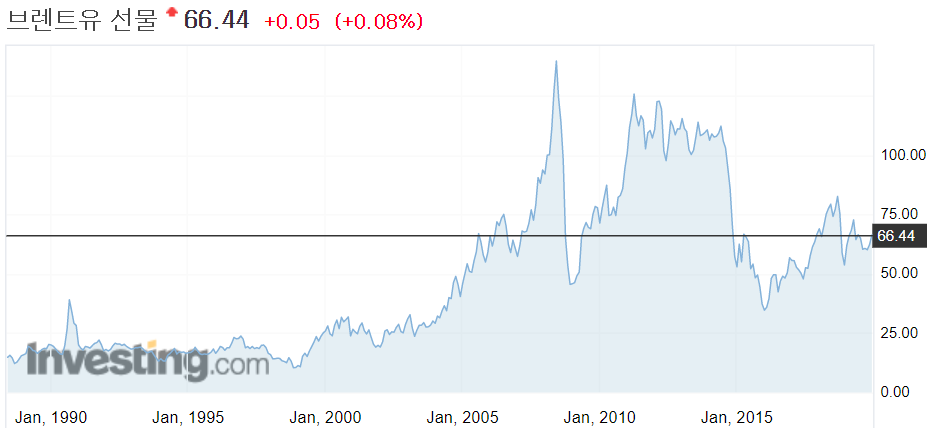 브렌트유 선물 66.44 +0.05 (+0.08%)
100.00
75.00
66.44
50.00
25.00
Investing.com
0.00
Jan, 1990 Jan, 1995 Jan, 2000 Jan, 2005 Jan, 2010 Jan, 2015